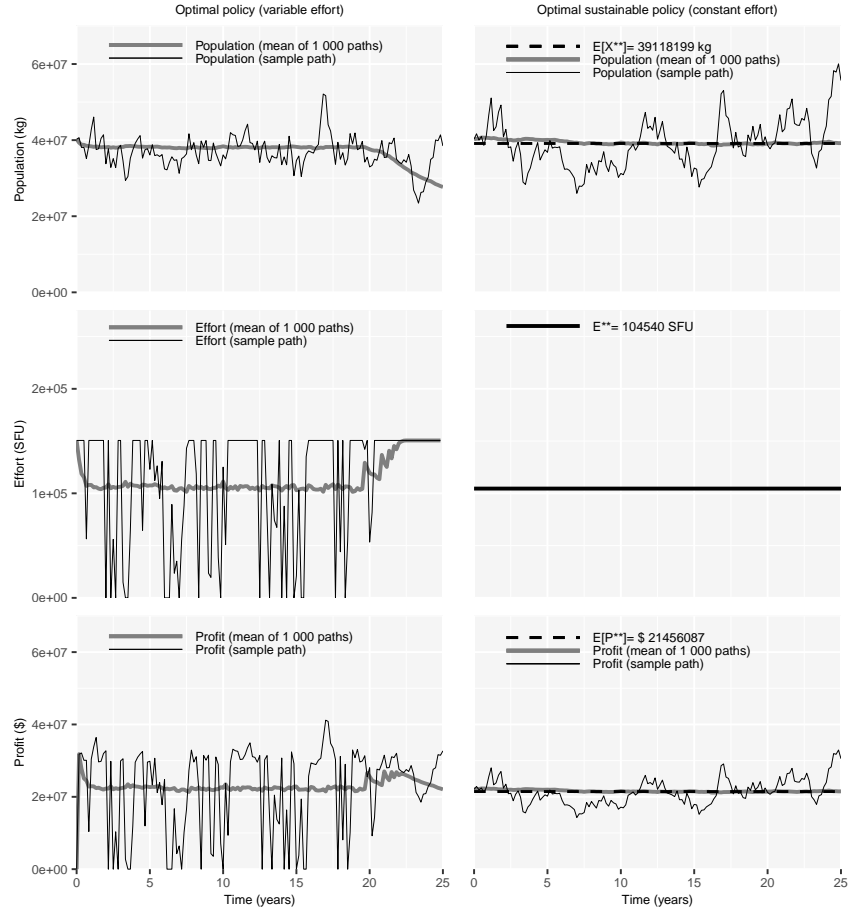 Optimal policy (variable effort)
Optimal sustainable policy (constant effort)
Population (mean of 1 000 paths)
Population (sample path)
E[X**]= 39118199 kg
Population (mean of 1 000 paths)
Population (sample path)
Population (kg)
6e+07
4e+07
2e+07
0e+00
Effort (mean of 1 000 paths)
Effort (sample path)
E**= 104540 SFU
Effort (SFU)
2e+05
1e+05
0e+00
Profit (mean of 1 000 paths)
Profit (sample path)
E[P**]= $ 21456087
Profit (mean of 1 000 paths)
Profit (sample path)
Profit ($)
6e+07
4e+07
2e+07
0e+00
0 5 10 15 20 25
0 5 10 15 20 25
Time (years)
Time (years)